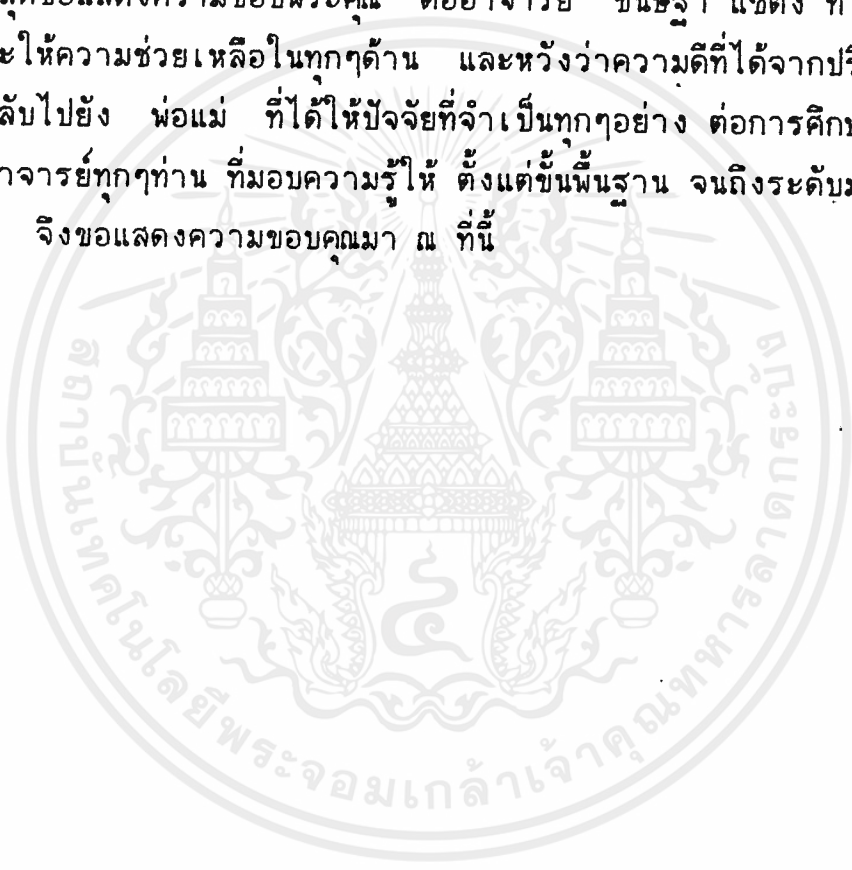 ะให้ความช่วยเหลือในทุกๆด้าน และหวังว่าความดีที่ได้จากปริ
ลับไปยัง พ่อแม่ ที่ได้ให้ปัจจัยที่จำเป็นทุกๆอย่าง ต่อการศึกษ
าจารย์ทุกๆท่าน ที่มอบความรู้ให้ ตั้งแต่ขั้นพื้นฐาน จนถึงระดับม
จึงขอแสดงความขอบคุณมา ณ ที่นี้
สถาบันเทคโนโลยีพระจอมเกล้าเจ้าคุณทหารลาดกระบัง